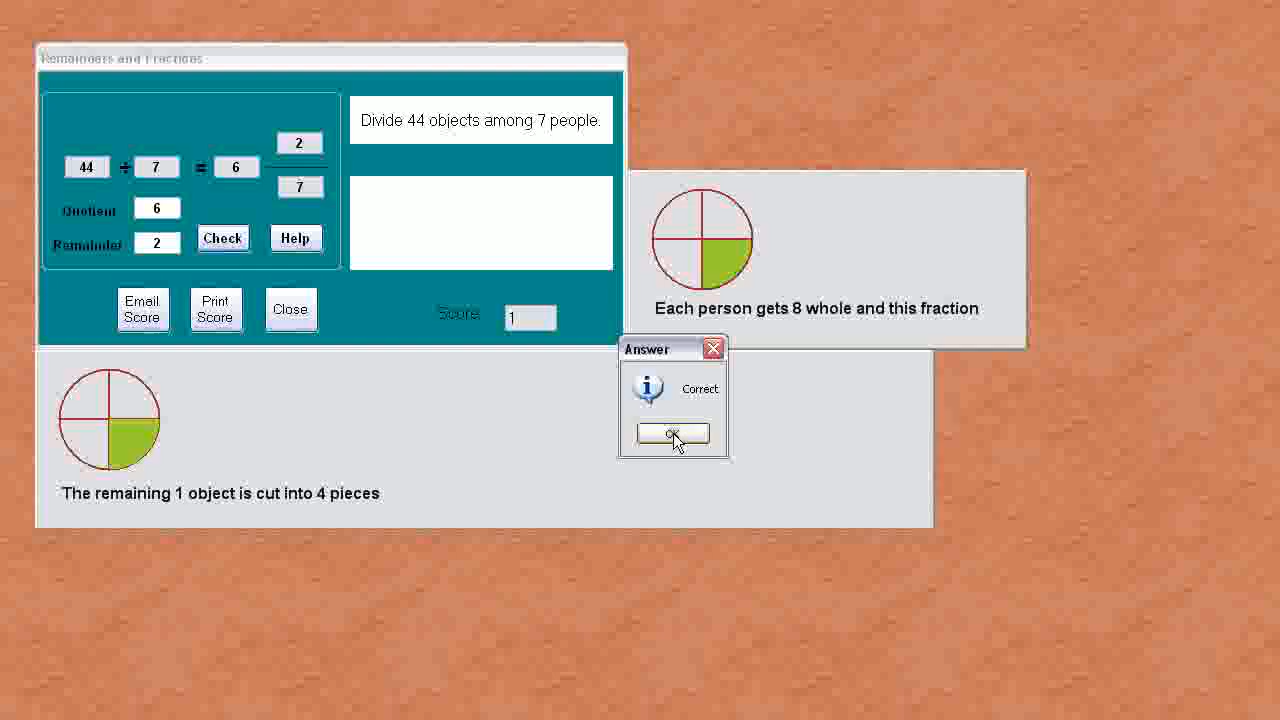 Remainders and Fractions
Divide 44 objects among 7 people.
44 ÷ 7 = 6 2
7
Quotient 6
Remainder 2
Check
Help
Email Score
Print Score
Close
Score 1
Each person gets 8 whole and this fraction
Answer
Correct
OK
The remaining 1 object is cut into 4 pieces